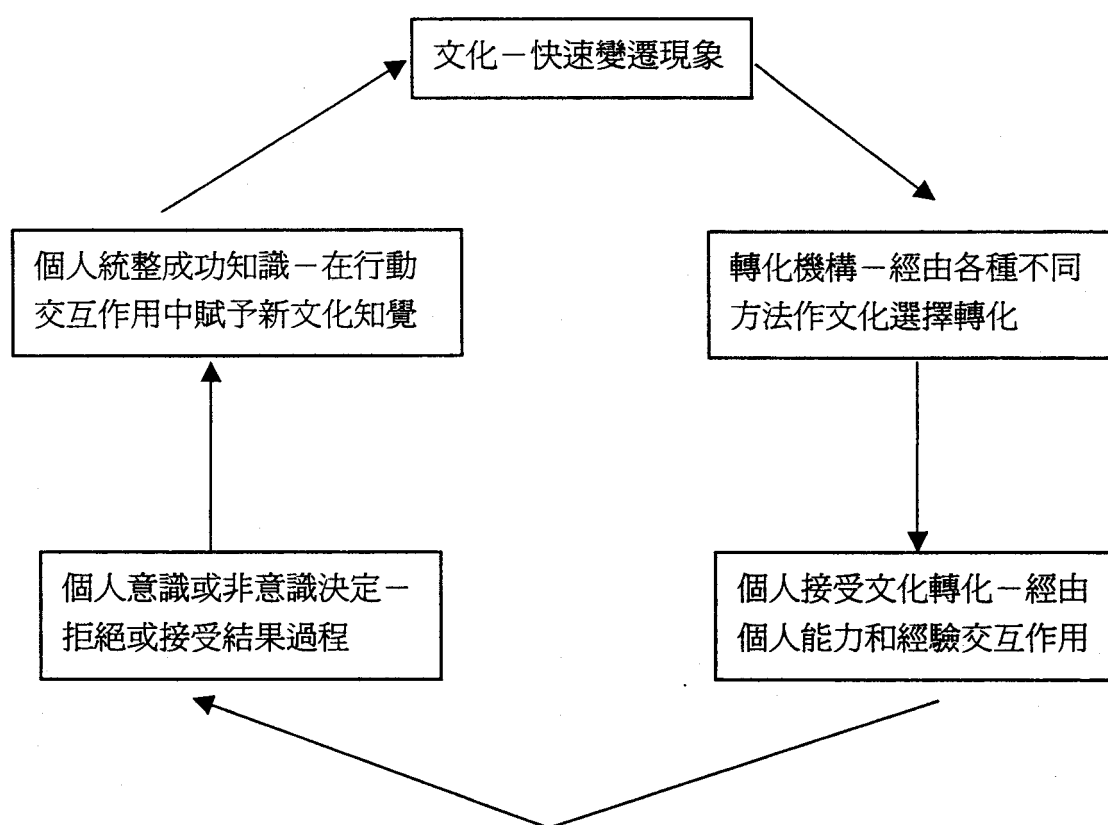 文化－快速變遷現象
個人統整成功知識－在行動
交互作用中賦予新文化知覺
轉化機構－經由各種不同
方法作文化選擇轉化
個人意識或非意識決定－
拒絕或接受結果過程
個人接受文化轉化－經由
個人能力和經驗交互作用